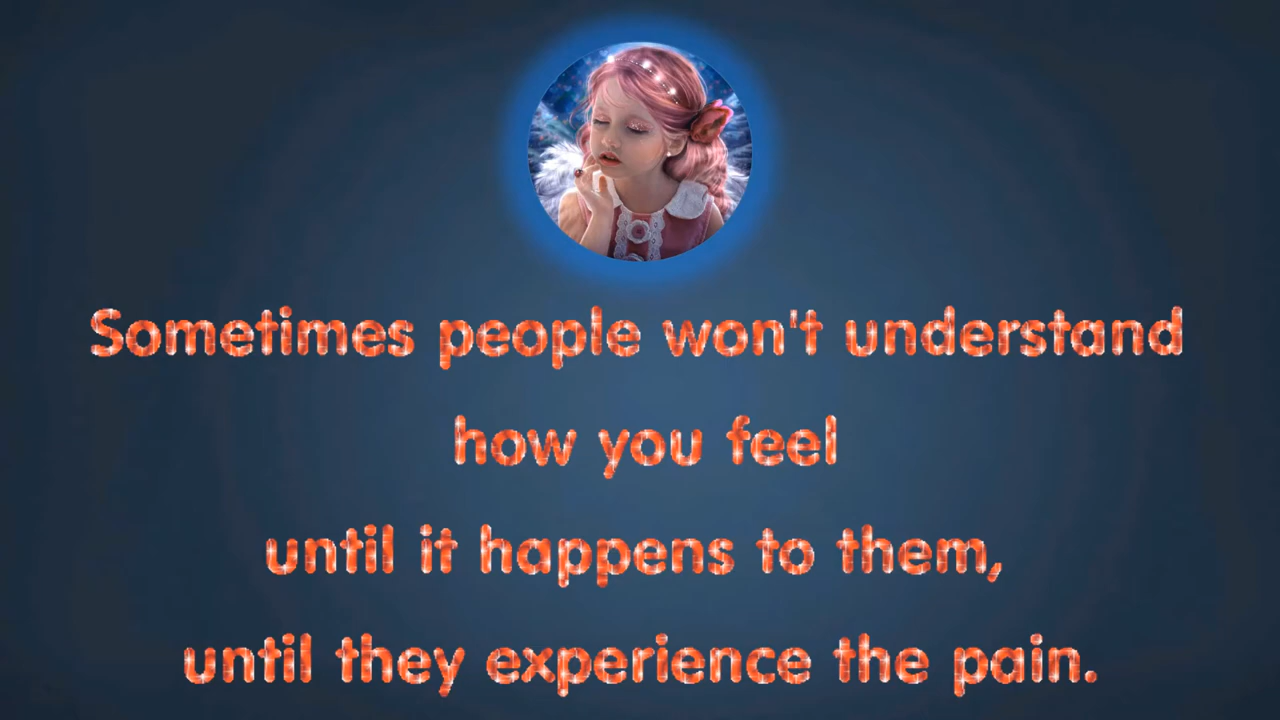 Sometimes people won't understand
how you feel
until it happens to them,
until they experience the pain.